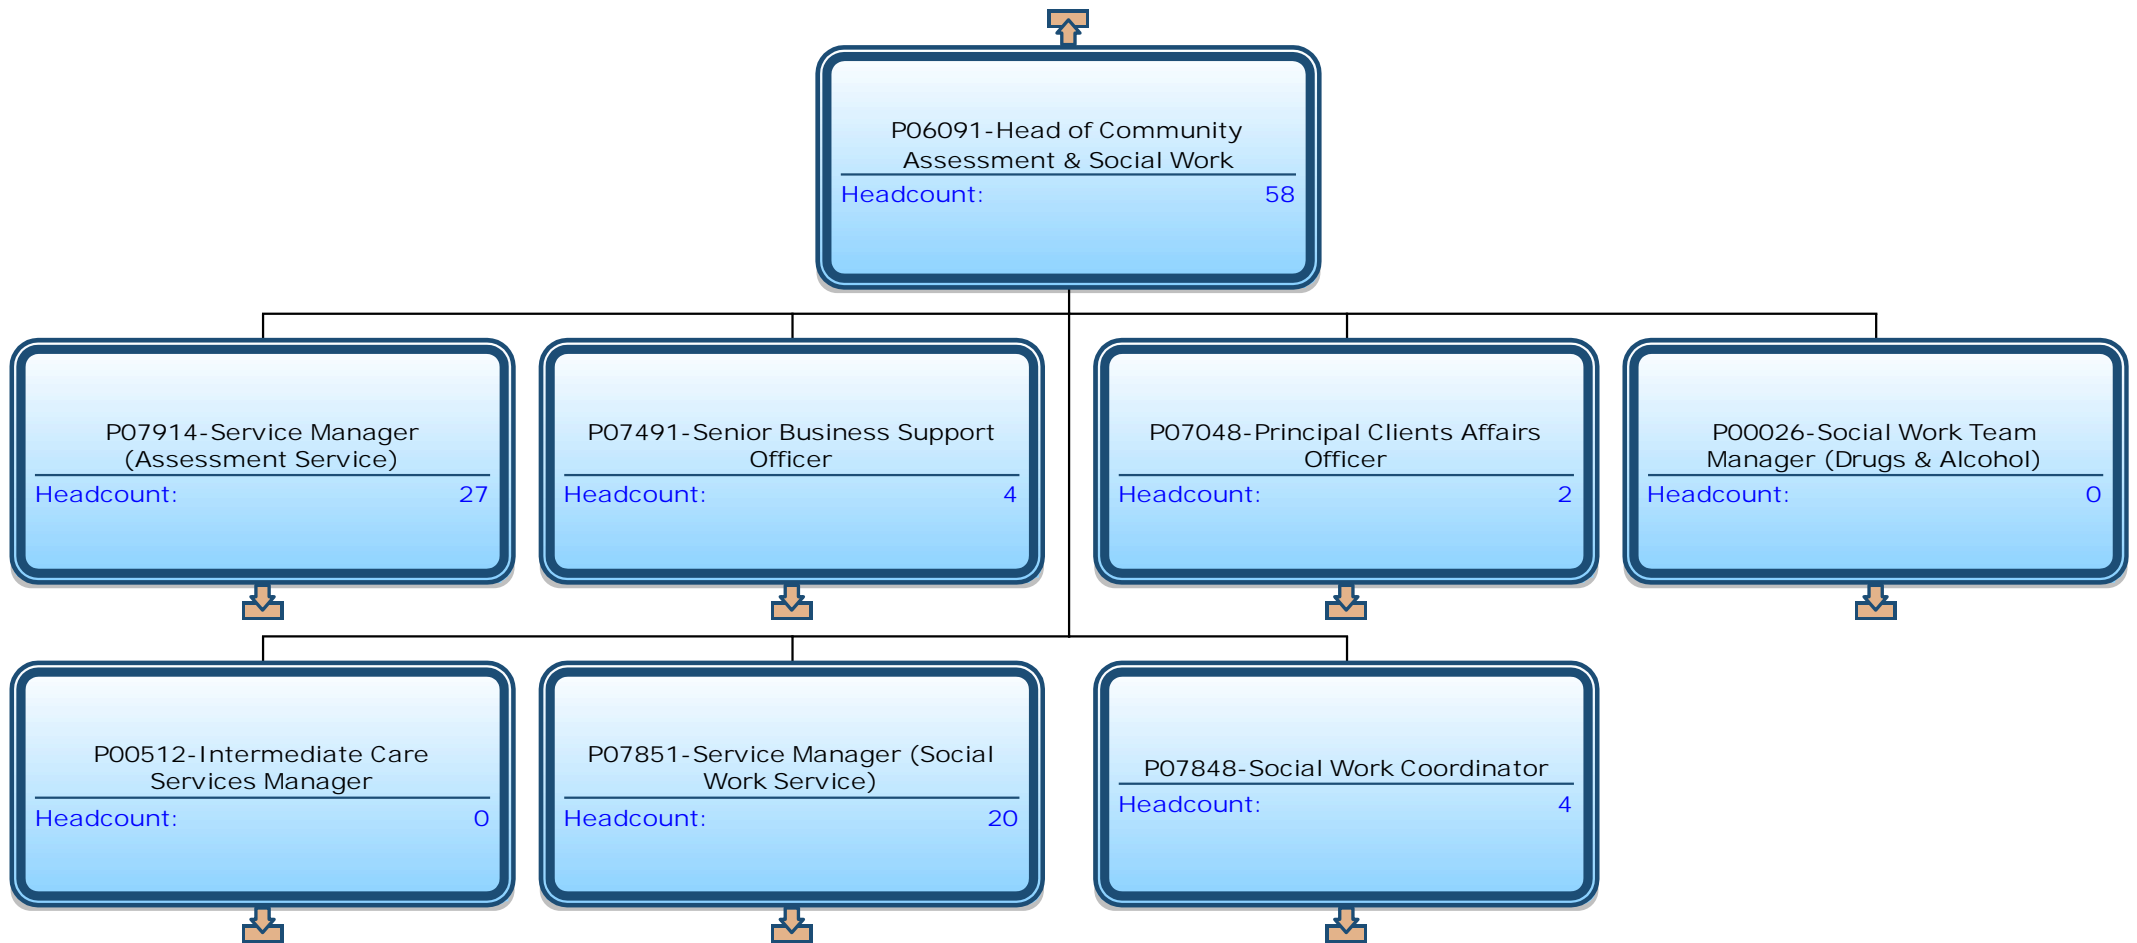 P06091-Head of Community
Assessment & Social Work
Headcount: 58
P07914-Service Manager
(Assessment Service)
Headcount: 27
P07491-Senior Business Support
Officer
Headcount: 4
P07048-Principal Clients Affairs
Officer
Headcount: 2
P00026-Social Work Team
Manager (Drugs & Alcohol)
Headcount: 0
P00512-Intermediate Care
Services Manager
Headcount: 0
P07851-Service Manager (Social
Work Service)
Headcount: 20
P07848-Social Work Coordinator
Headcount: 4